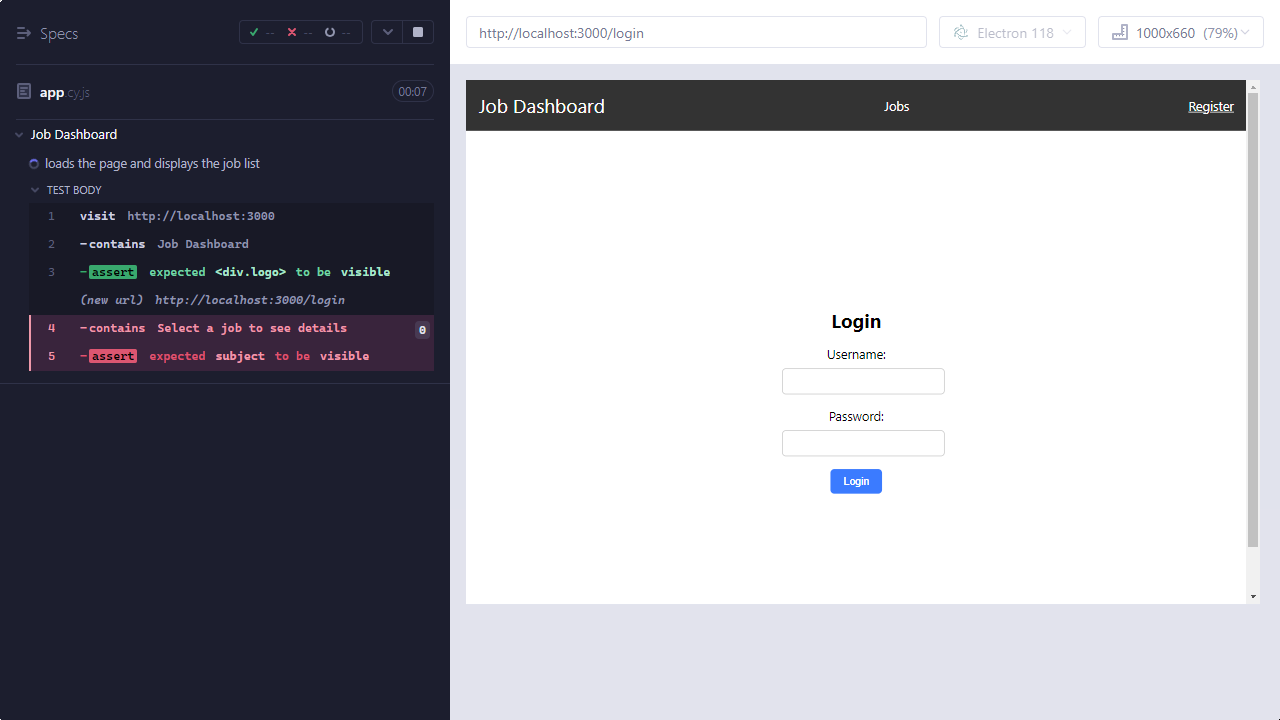 Specs
-- -- --
app.cy.js 00:07
Job Dashboard
loads the page and displays the job list
TEST BODY
1 visit http://localhost:3000
2 -contains Job Dashboard
3 -assert expected <div.logo> to be visible
(new url) http://localhost:3000/login
4 -contains Select a job to see details 0
5 -assert expected subject to be visible
http://localhost:3000/login
Electron 118
1000x660 (79%)
Job Dashboard Jobs Register
Login
Username:
Password:
Login